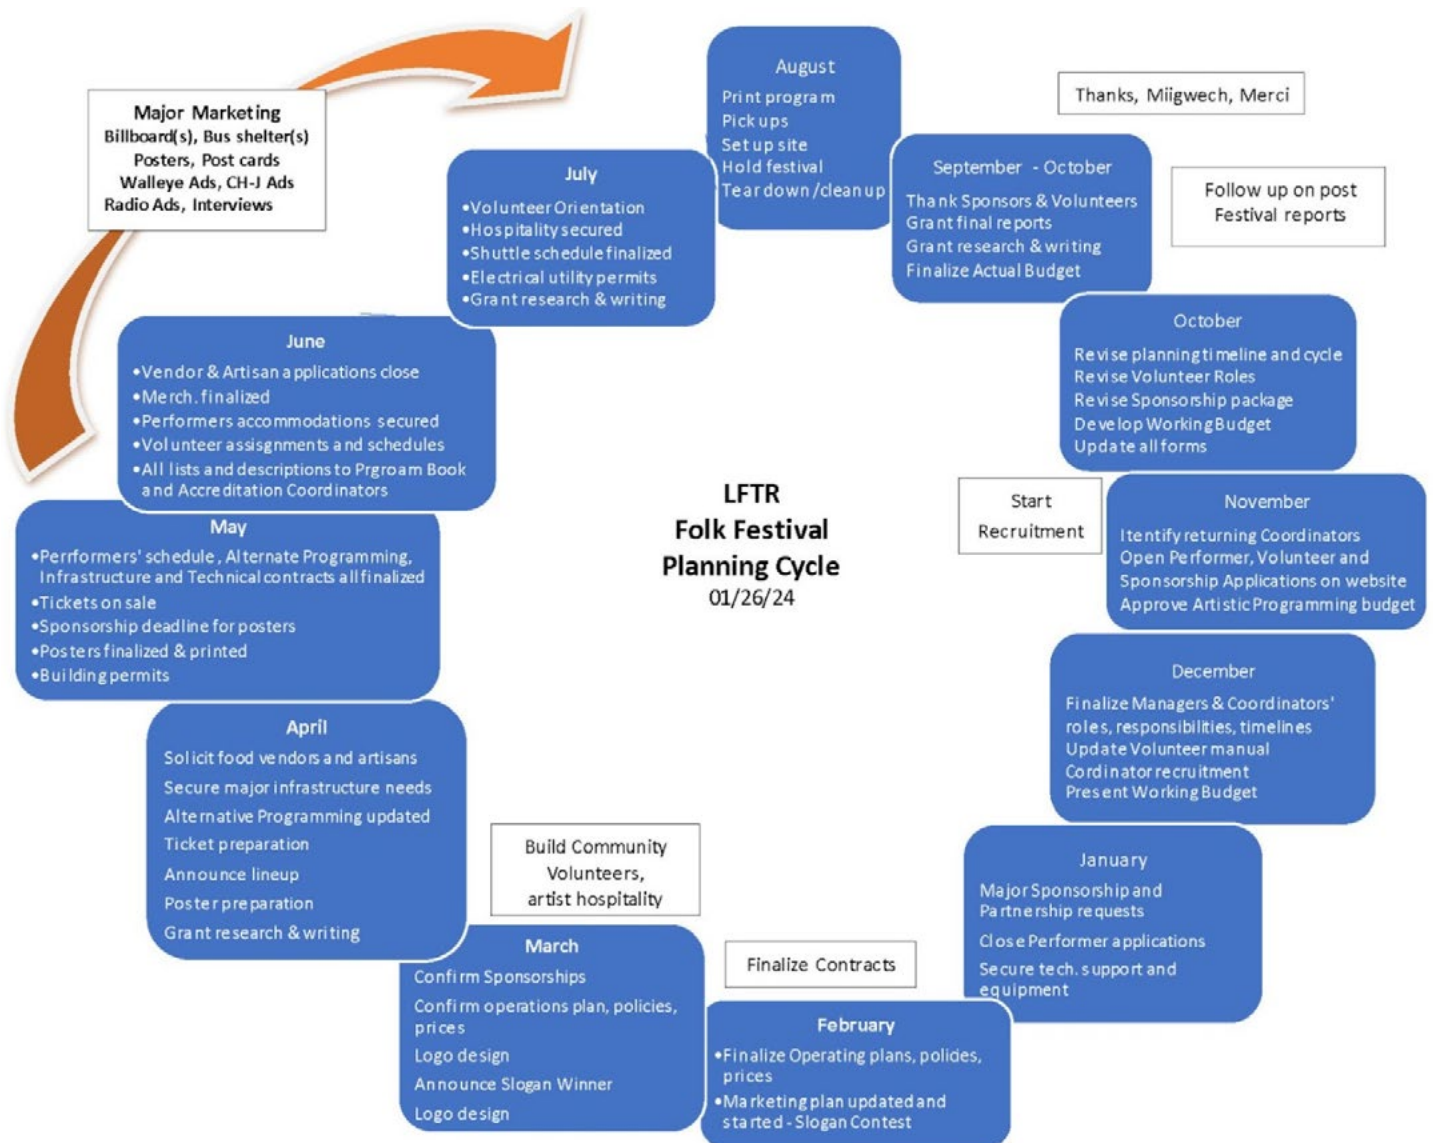 Major Marketing
Billboard(s), Bus shelter(s)
Posters, Post cards
Walleye Ads, CH-J Ads
Radio Ads, Interviews
August
Print program
Pick ups
Set up site
Hold festival
Tear down /clean up
Thanks, Miigwech, Merci
September - October
Thank Sponsors & Volunteers
Grant final reports
Grant research & writing
Finalize Actual Budget
Follow up on post
Festival reports
October
Revise planning timeline and cycle
Revise Volunteer Roles
Revise Sponsorship package
Develop Working Budget
Update all forms
Start
Recruitment
November
Itentify returning Coordinators
Open Performer, Volunteer and
Sponsorship Applications on website
Approve Artistic Programming budget
December
Finalize Managers & Coordinators'
roles, responsibilities, timelines
Update Volunteer manual
Cordinator recruitment
Present Working Budget
January
Major Sponsorship and
Partnership requests
Close Performer applications
Secure tech. support and
equipment
Finalize Contracts
February
•Finalize Operating plans, policies,
prices
•Marketing plan updated and
started - Slogan Contest
Build Community
Volunteers,
artist hospitality
March
Confirm Sponsorships
Confirm operations plan, policies,
prices
Logo design
Announce Slogan Winner
Logo design
April
Solicit food vendors and artisans
Secure major infrastructure needs
Alternative Programming updated
Ticket preparation
Announce lineup
Poster preparation
Grant research & writing
May
•Perrformers' schedule, Alternate Programming,
Infrastructure and Technical contracts all finalized
•Tickets on sale
•Sponsorship deadline for posters
•Posters finalized & printed
•Building permits
June
•Vendor & Artisan applications close
•Merch. finalized
•Performers accommodations secured
•Volunteer assisgnments and schedules
•All lists and descriptions to Prgroam Book
and Accreditation Coordinators
July
•Volunteer Orientation
•Hospitality secured
•Shuttle schedule finalized
•Electrical utility permits
•Grant research & writing
LFTR
Folk Festival
Planning Cycle
01/26/24